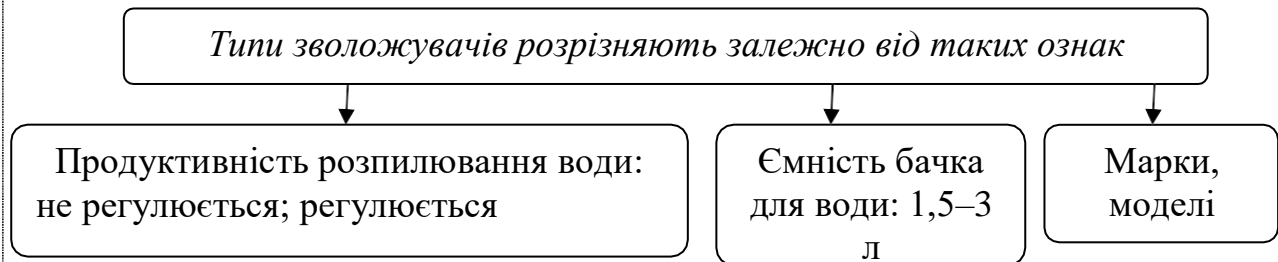 Типи зволожувачів розрізняють залежно від таких ознак
Продуктивність розпилювання води:
не регулюється; регулюється
Ємність бачка
для води: 1,5–3
л
Марки,
моделі